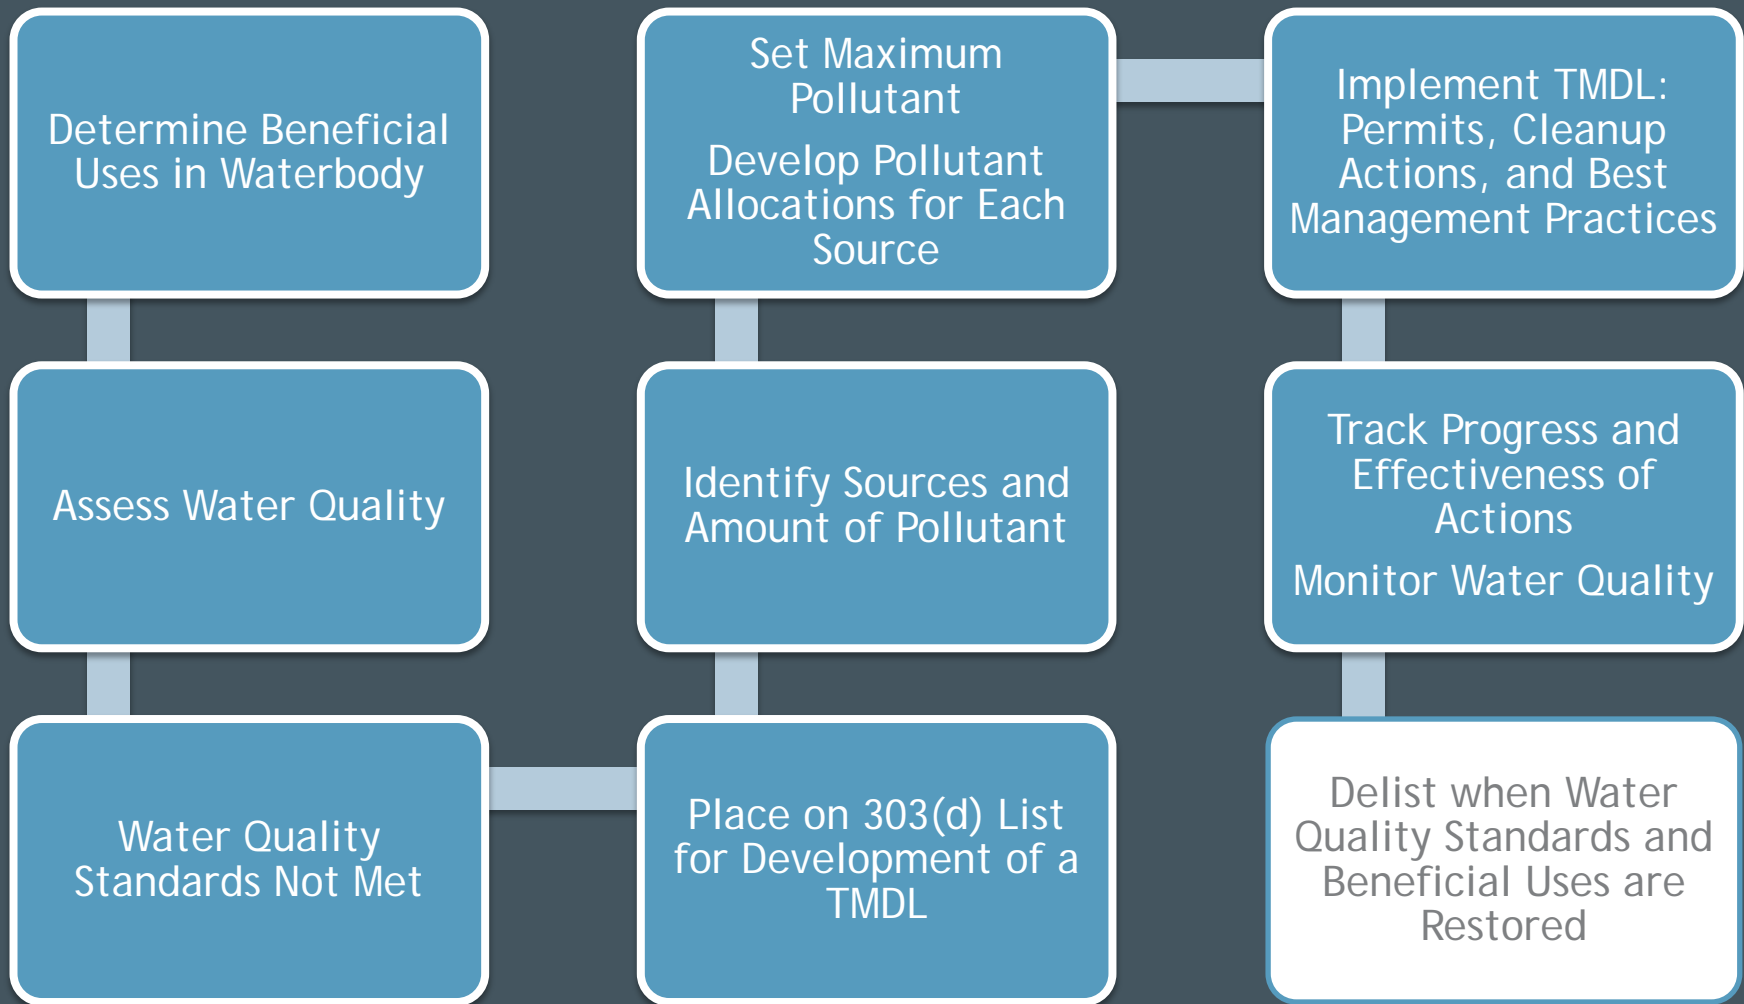 Determine Beneficial
Uses in Waterbody
Assess Water Quality
Water Quality
Standards Not Met
Place on 303(d) List
for Development of a
TMDL
Identify Sources and
Amount of Pollutant
Set Maximum
Pollutant
Develop Pollutant
Allocations for Each
Source
Implement TMDL:
Permits, Cleanup
Actions, and Best
Management Practices
Track Progress and
Effectiveness of
Actions
Monitor Water Quality
Delist when Water
Quality Standards and
Beneficial Uses are
Restored